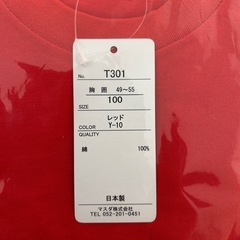 No. T301
胸囲 49～55
SIZE 100
レッド
COLOR Y-10
QUALITY
綿 100%
日本製
マスダ株式会社
TEL 052-201-0451